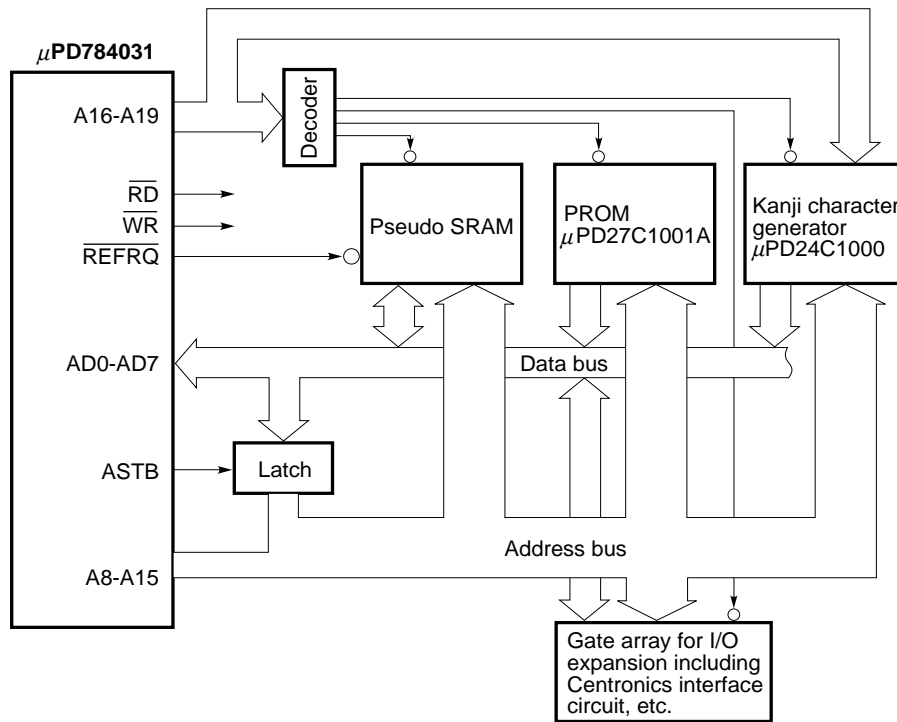 μPD784031
A16-A19
Decoder
RD
WR
REFRQ
Pseudo SRAM
PROM
μPD27C1001A
Kanji character
generator
μPD24C1000
AD0-AD7
Data bus
ASTB
Latch
Address bus
A8-A15
Gate array for I/O
expansion including
Centronics interface
circuit, etc.